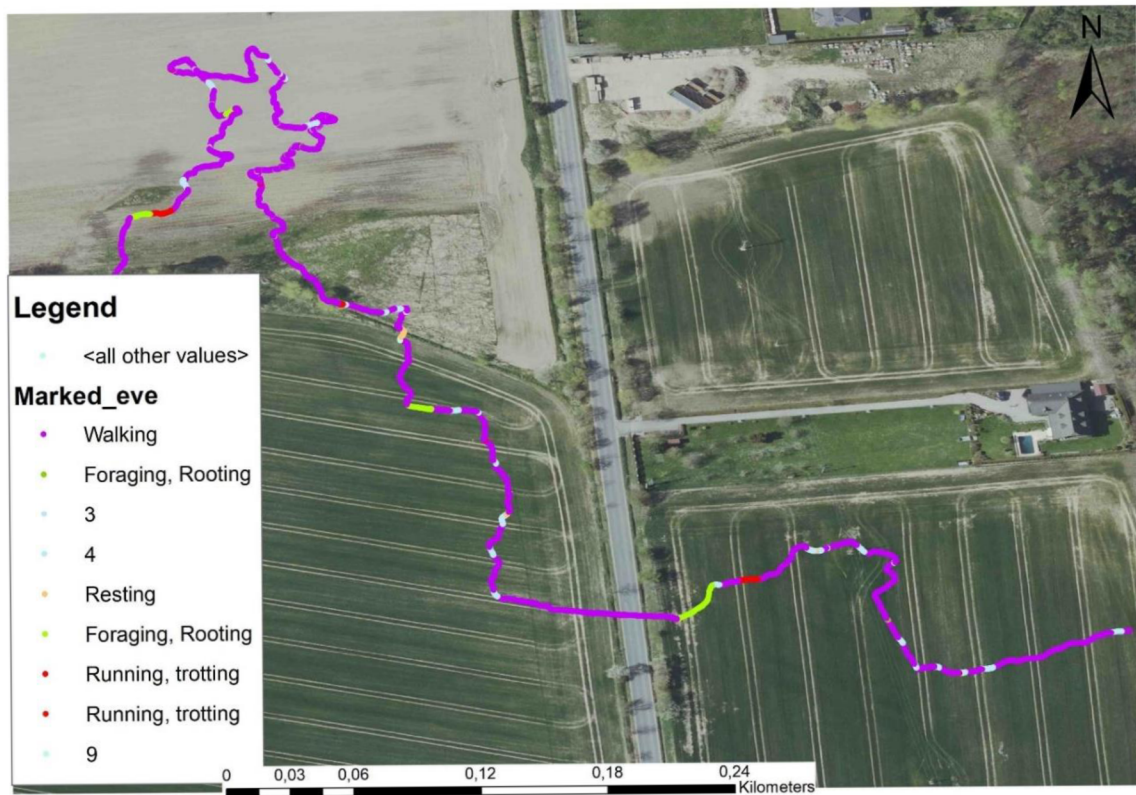 N
Legend
<all other values>
Marked_eve
Walking
Foraging, Rooting
3
4
Resting
Foraging, Rooting
Running, trotting
Running, trotting
9
0 0,03 0,06 0,12 0,18 0,24
Kilometers